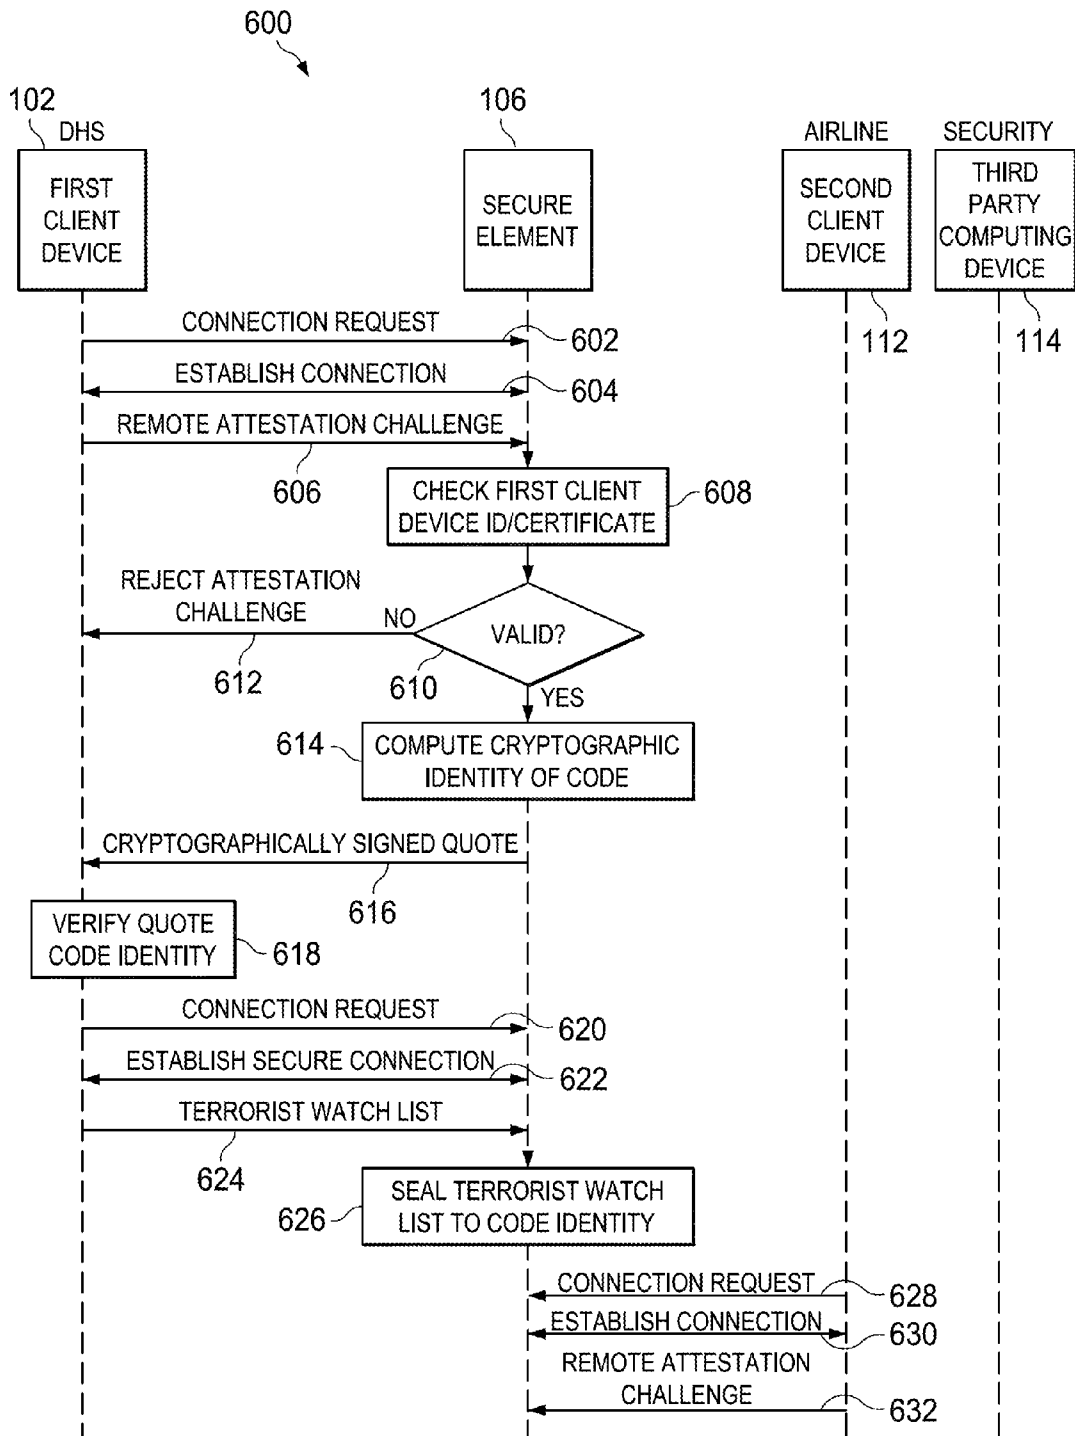 600
102
DHS
106
AIRLINE
SECURITY
FIRST
CLIENT
DEVICE
SECURE
ELEMENT
SECOND
CLIENT
DEVICE
THIRD
PARTY
COMPUTING
DEVICE
112
114
CONNECTION REQUEST
602
ESTABLISH CONNECTION
604
REMOTE ATTESTATION CHALLENGE
606
CHECK FIRST CLIENT
DEVICE ID/CERTIFICATE
608
REJECT ATTESTATION
CHALLENGE
NO
VALID?
612
610
YES
614
COMPUTE CRYPTOGRAPHIC
IDENTITY OF CODE
CRYPTOGRAPHICALLY SIGNED QUOTE
616
VERIFY QUOTE
CODE IDENTITY
618
CONNECTION REQUEST
620
ESTABLISH SECURE CONNECTION
622
TERRORIST WATCH LIST
624
SEAL TERRORIST WATCH
LIST TO CODE IDENTITY
626
CONNECTION REQUEST
628
ESTABLISH CONNECTION
630
REMOTE ATTESTATION
CHALLENGE
632